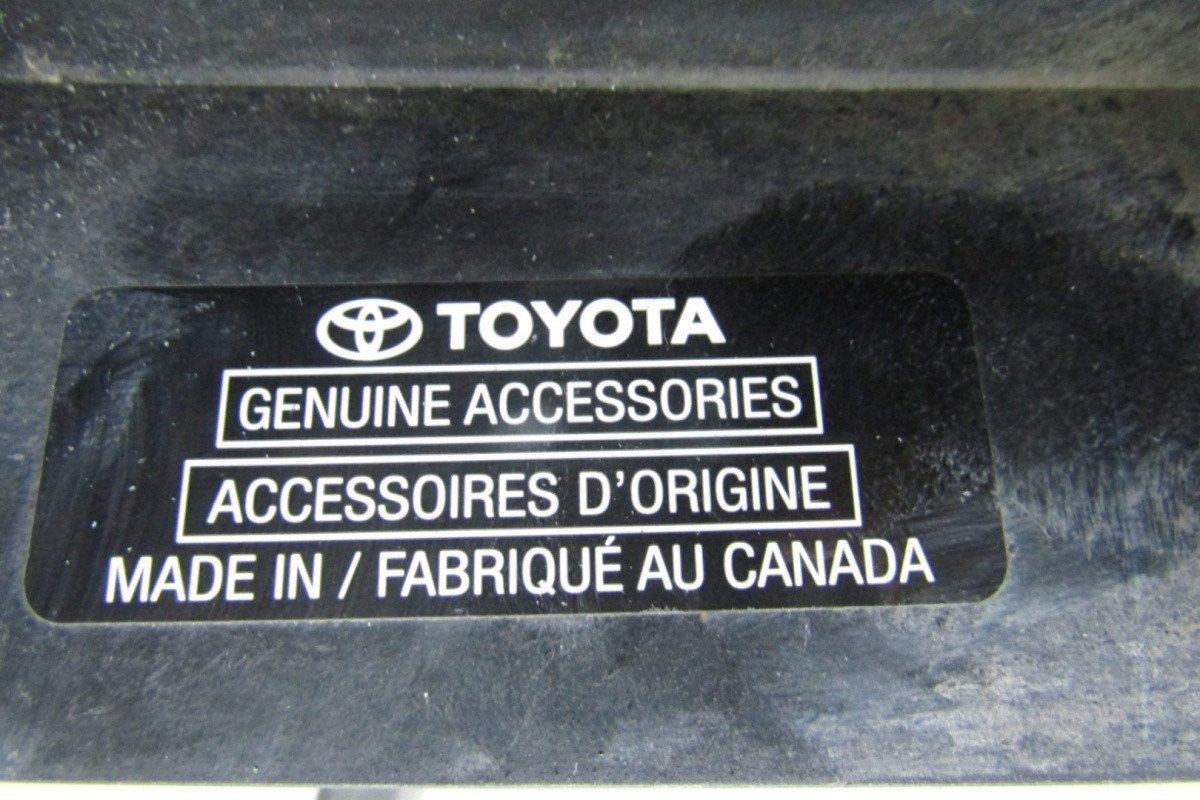 TOYOTA
GENUINE ACCESSORIES
ACCESSOIRES D'ORIGINE
MADE IN / FABRIQUÉ AU CANADA